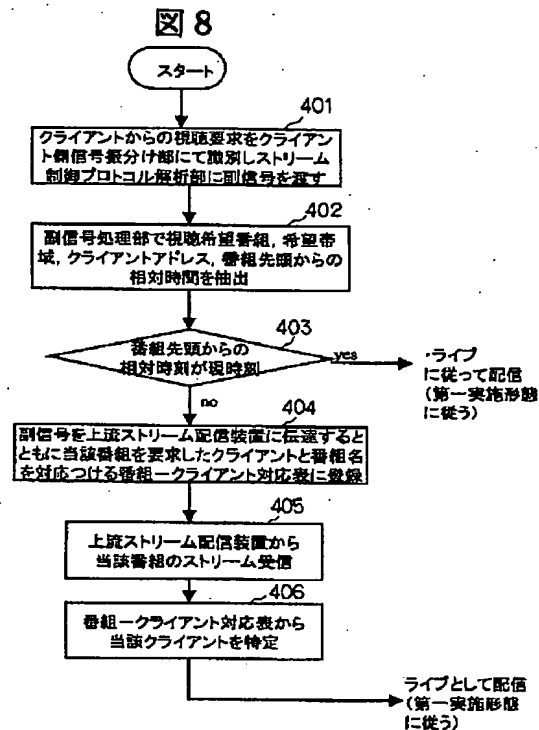 図8
スタート
401
クライアントからの視聴要求をクライアン
ト側信号振分け部にて識別しストリーム
制御プロトコル解析部に副信号を渡す
402
副信号処理部で視聴希望番組, 希望帯
域, クライアントアドレス, 番組先頭からの
相対時間を抽出
403
番組先頭からの
相対時刻が現時刻
yes
・ライブ
に従って配信
(第一実施形態
に従う)
no
404
副信号を上流ストリーム配信装置に伝達すると
ともに当該番組を要求したクライアントと番組名
を対応つける番組ークライアント対応表に登録
405
上流ストリーム配信装置から
当該番組のストリーム受信
406
番組ークライアント対応表から
当該クライアントを特定
ライブとして配信
(第一実施形態
に従う)